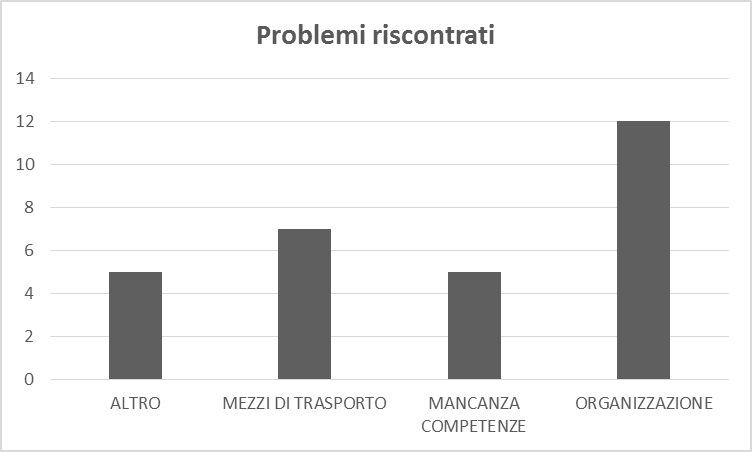 Problemi riscontrati
14
12
10
8
6
4
2
0
ALTRO
MEZZI DI TRASPORTO
MANCANZA
COMPETENZE
ORGANIZZAZIONE